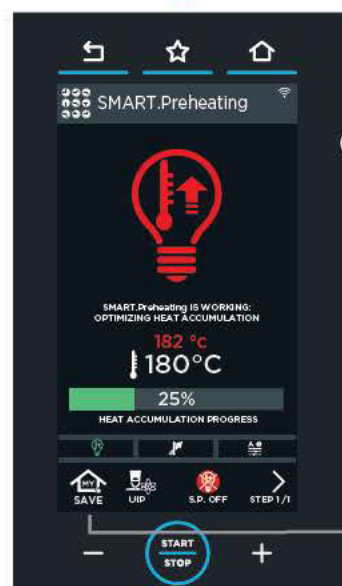 SMART.Preheating
SMART.Preheating IS WORKING:
OPTIMIZING HEAT ACCUMULATION
182 °c
180°C
25%
HEAT ACCUMULATION PROGRESS
MY
SAVE
UIP
S.P. OFF
STEP 1/1
START
STOP